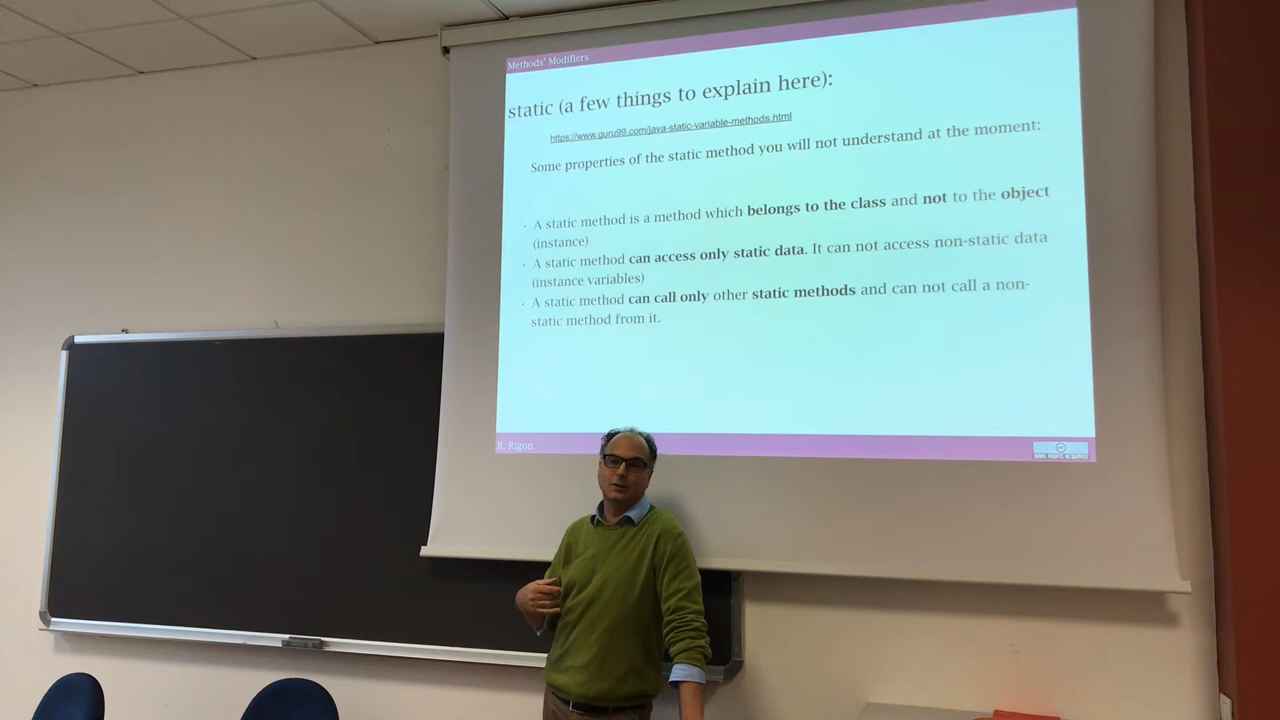 Methods' Modifiers
static (a few things to explain here):
https://www.guru99.com/java-static-variable-methods.html
Some properties of the static method you will not understand at the moment:
· A static method is a method which belongs to the class and not to the object
(instance)
· A static method can access only static data. It can not access non-static data
(instance variables)
· A static method can call only other static methods and can not call a non-
static method from it.
R. Rigon
SOME RIGHTS RESERVED